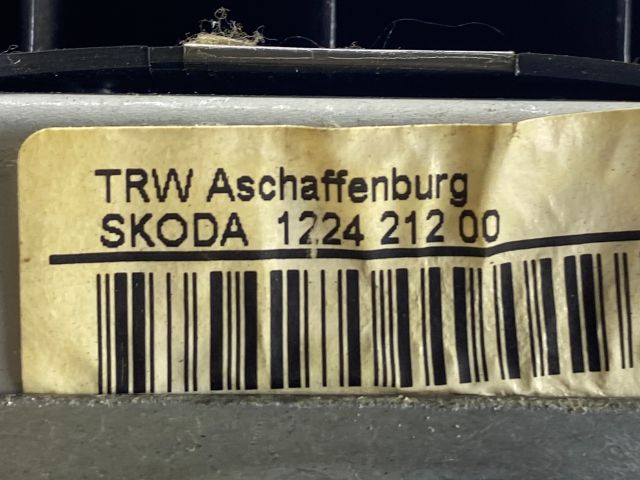 TRW Aschaffenburg
SKODA 1224 212 00